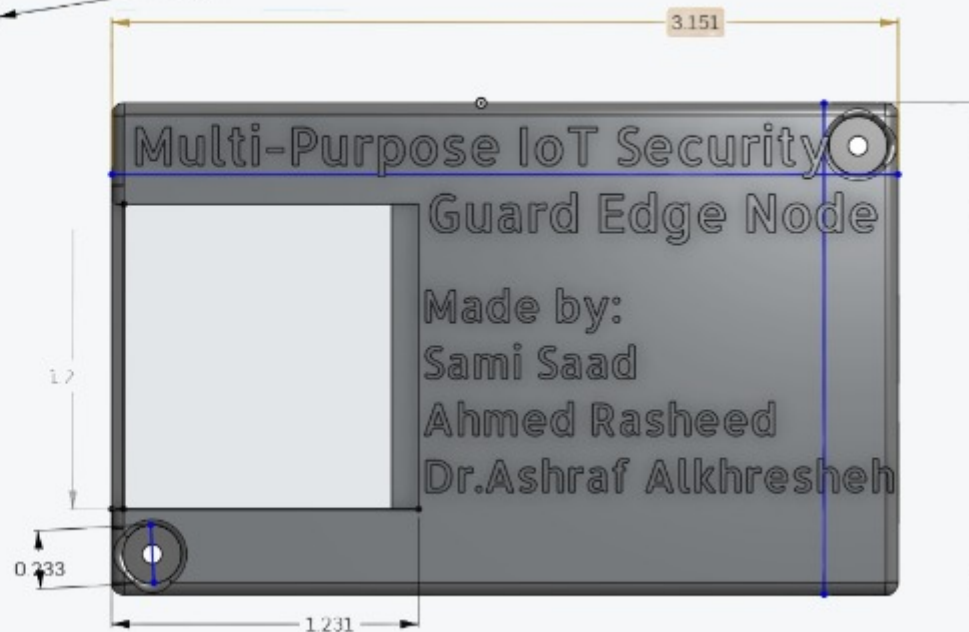 3.151
Multi-Purpose IoT Security
Guard Edge Node
Made by:
Sami Saad
Ahmed Rasheed
Dr.Ashraf Alkhresheh
0.233
1.231